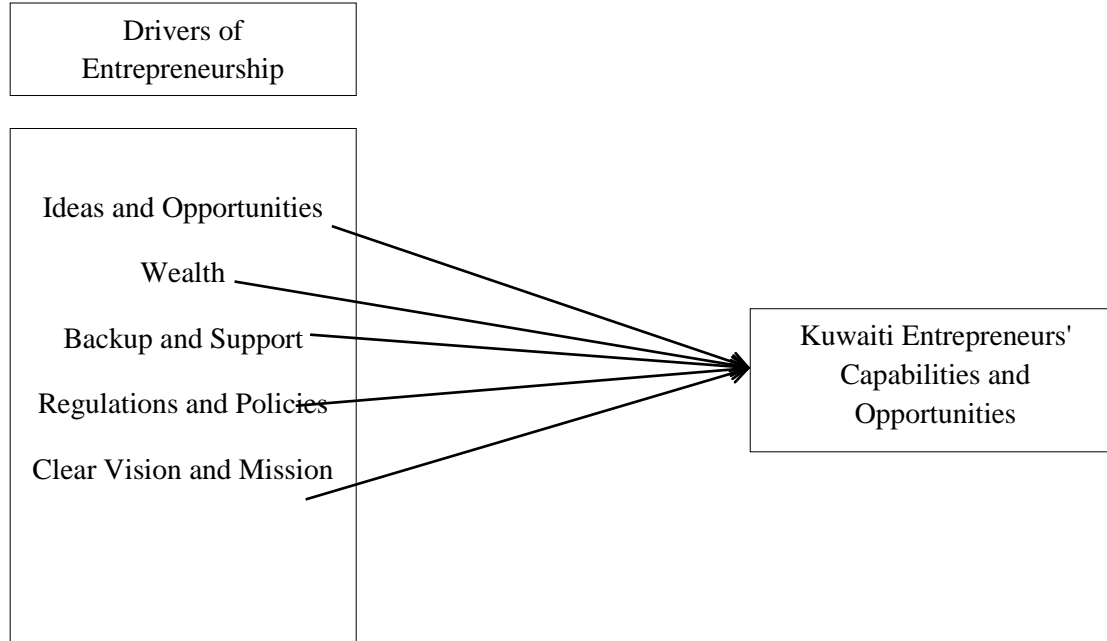 Drivers of
Entrepreneurship
Ideas and Opportunities
Wealth
Backup and Support
Regulations and Policies
Clear Vision and Mission
Kuwaiti Entrepreneurs'
Capabilities and
Opportunities